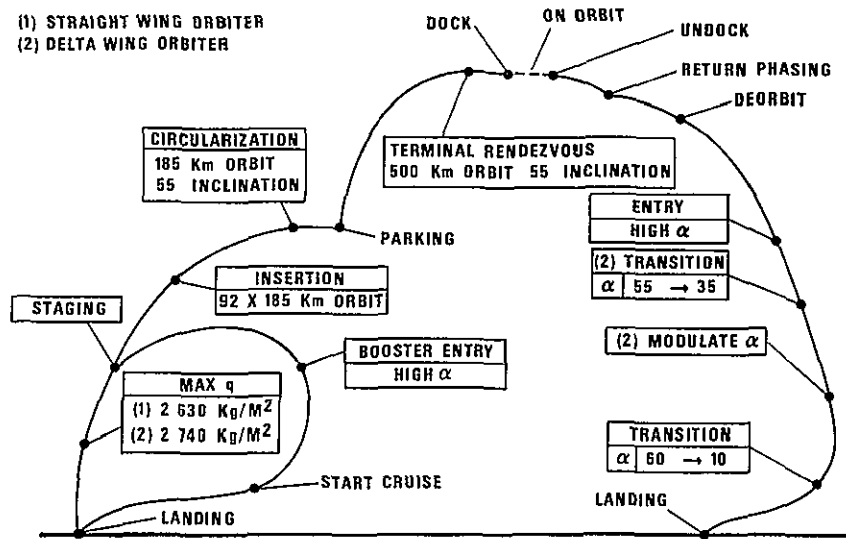 (1) STRAIGHT WING ORBITER
(2) DELTA WING ORBITER
DOCK
ON ORBIT
UNDOCK
RETURN PHASING
DEORBIT
CIRCULARIZATION
185 Km ORBIT
55 INCLINATION
TERMINAL RENDEZVOUS
500 Km ORBIT 55 INCLINATION
PARKING
ENTRY
HIGH α
(2) TRANSITION
α 55 → 35
INSERTION
92 X 185 Km ORBIT
STAGING
BOOSTER ENTRY
HIGH α
(2) MODULATE α
MAX q
(1) 2 630 Kg/M²
(2) 2 740 Kg/M²
TRANSITION
α 60 → 10
START CRUISE
LANDING
LANDING